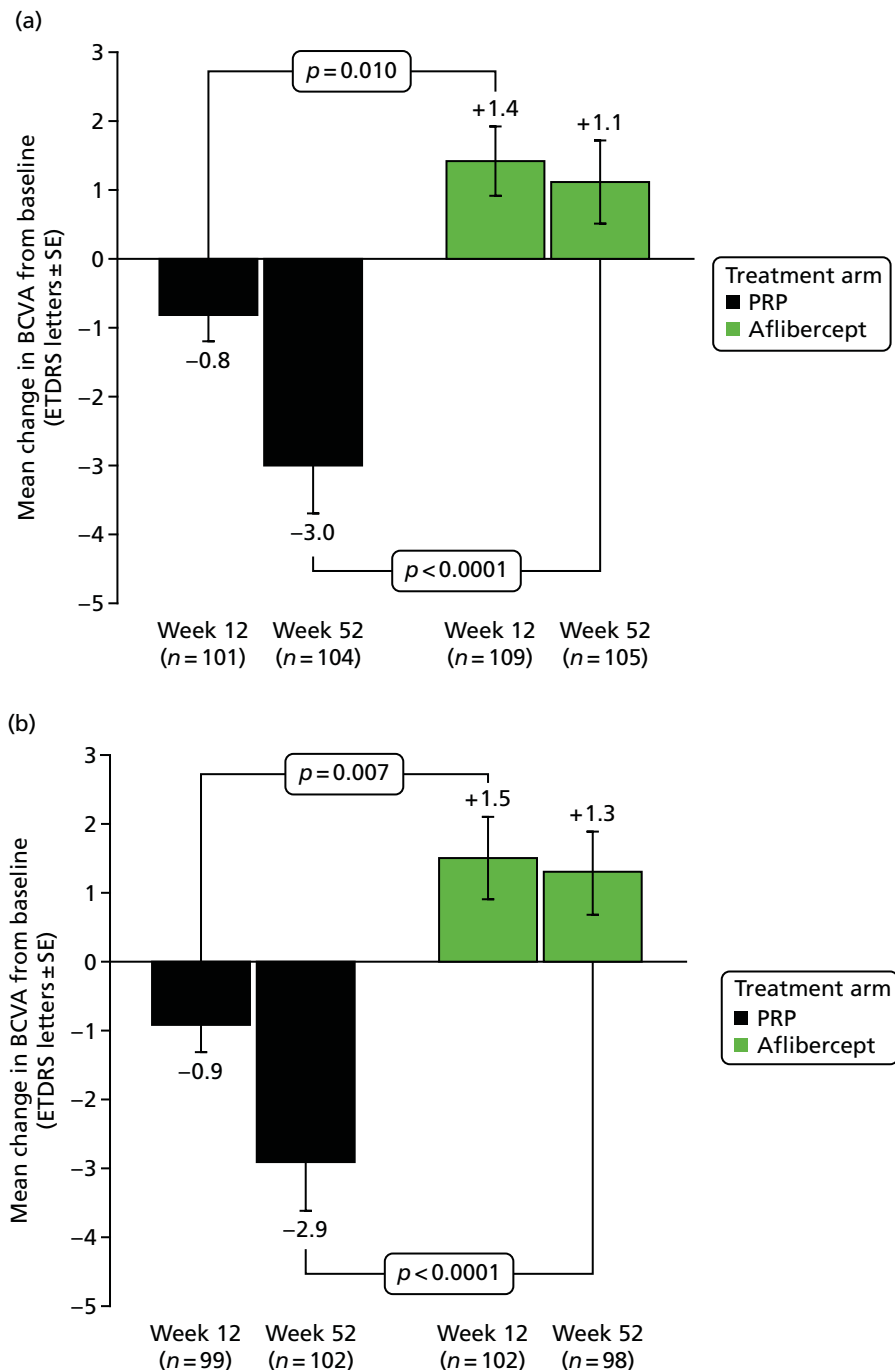 (a)
Mean change in BCVA from baseline
(ETDRS letters±SE)
3
2
1
0
−1
−2
−3
−4
−5
p=0.010
+1.4
+1.1
−0.8
−3.0
p<0.0001
Week 12
(n=101)
Week 52
(n=104)
Week 12
(n=109)
Week 52
(n=105)
Treatment arm
PRP
Aflibercept
(b)
Mean change in BCVA from baseline
(ETDRS letters±SE)
3
2
1
0
−1
−2
−3
−4
−5
p=0.007
+1.5
+1.3
−0.9
−2.9
p<0.0001
Week 12
(n=99)
Week 52
(n=102)
Week 12
(n=102)
Week 52
(n=98)
Treatment arm
PRP
Aflibercept